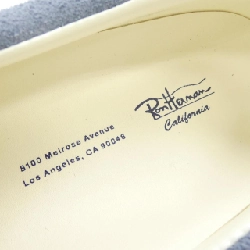 Ron Herman
California
8100 Melrose Avenue
Los Angeles, CA 90046